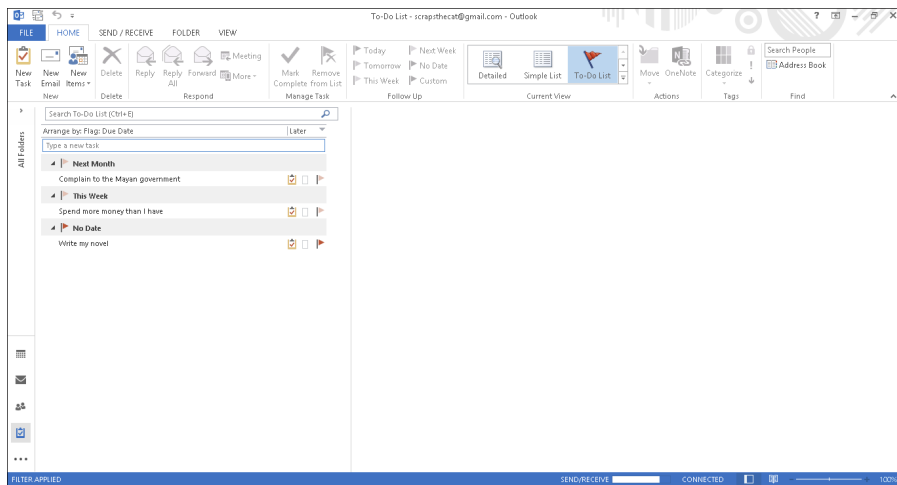 To-Do List - scrapsthecat@gmail.com - Outlook
FILE HOME SEND / RECEIVE FOLDER VIEW
New Task
New Email
New Items
Delete
Reply
Reply All
Forward
Meeting
More
Mark Complete
Remove from List
Today
Tomorrow
This Week
Next Week
No Date
Custom
Detailed
Simple List
To-Do List
Move
OneNote
Categorize
Search People
Address Book
New Delete Respond Manage Task Follow Up Current View Actions Tags Find
All Folders
Search To-Do List (Ctrl+E)
Arrange by: Flag: Due Date Later
Type a new task
Next Month
Complain to the Mayan government
This Week
Spend more money than I have
No Date
Write my novel
FILTER APPLIED SEND/RECEIVE CONNECTED 100%